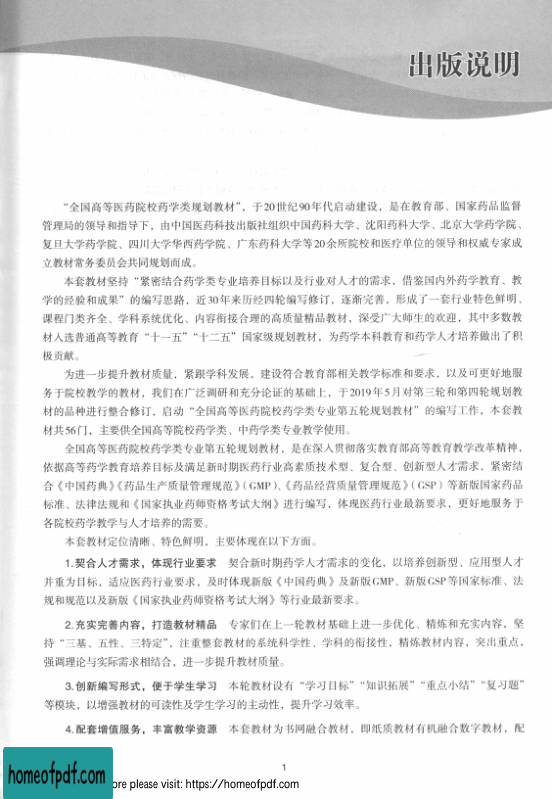 出版说明
“全国高等医药院校药学类规划教材”，于20世纪90年代启动建设，是在教育部、国家药品监督
管理局的领导和指导下，由中国医药科技出版社组织中国药科大学、沈阳药科大学、北京大学药学院、
复旦大学药学院、四川大学华西药学院、广东药科大学等20余所院校和医疗单位的领导和权威专家成
立教材常务委员会共同规划而成。
本套教材坚持“紧密结合药学类专业培养目标以及行业对人才的需求，借鉴国内外药学教育、教
学的经验和成果”的编写思路，近30年来历经四轮编写修订，逐渐完善，形成了一套行业特色鲜明、
课程门类齐全、学科系统优化、内容衔接合理的高质量精品教材，深受广大师生的欢迎，其中多数教
材入选普通高等教育“十一五”“十二五”国家级规划教材，为药学本科教育和药学人才培养做出了积
极贡献。
为进一步提升教材质量，紧跟学科发展，建设符合教育部相关教学标准和要求，以及可更好地服
务于院校教学的教材，我们在广泛调研和充分论证的基础上，于2019年5月对第三轮和第四轮规划教
材的品种进行整合修订，启动“全国高等医药院校药学类专业第五轮规划教材”的编写工作，本套教
材共56门，主要供全国高等院校药学类、中药学类专业教学使用。
全国高等医药院校药学类专业第五轮规划教材，是在深入贯彻落实教育部高等教育教学改革精神，
依据高等药学教育培养目标及满足新时期医药行业高素质技术型、复合型、创新型人才需求，紧密结
合《中国药典》《药品生产质量管理规范》（GMP）、《药品经营质量管理规范》（GSP）等新版国家药品
标准、法律法规和《国家执业药师资格考试大纲》进行编写，体现医药行业最新要求，更好地服务于
各院校药学教学与人才培养的需要。
本套教材定位清晰、特色鲜明，主要体现在以下方面。
1.契合人才需求，体现行业要求 契合新时期药学人才需求的变化，以培养创新型、应用型人才
并重为目标，适应医药行业要求，及时体现新版《中国药典》及新版GMP、新版GSP等国家标准、法
规和规范以及新版《国家执业药师资格考试大纲》等行业最新要求。
2.充实完善内容，打造教材精品 专家们在上一轮教材基础上进一步优化、精炼和充实内容，坚
持“三基、五性、三特定”，注重整套教材的系统科学性、学科的衔接性，精炼教材内容，突出重点，
强调理论与实际需求相结合，进一步提升教材质量。
3.创新编写形式，便于学生学习 本轮教材设有“学习目标”“知识拓展”“重点小结”“复习题”
等模块，以增强教材的可读性及学生学习的主动性，提升学习效率。
4.配套增值服务，丰富教学资源 本套教材为书网融合教材，即纸质教材有机融合数字教材，配
1
homeofpdf.com
ore please visit: https://homeofpdf.com